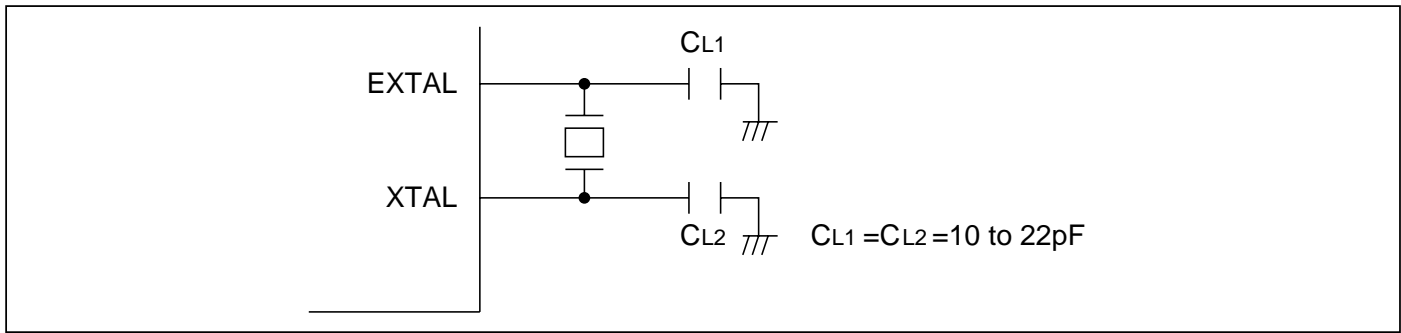 CL1
EXTAL
XTAL
CL2
CL1 =CL2 =10 to 22pF